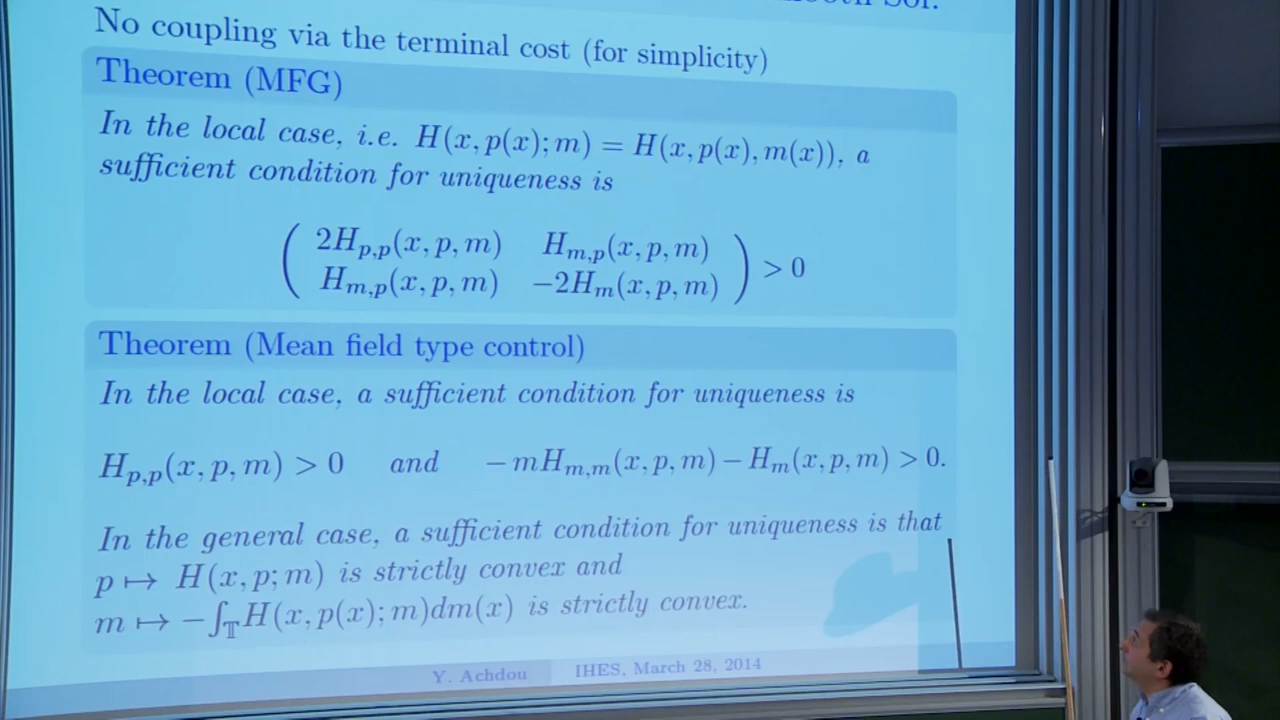 Sol.
No coupling via the terminal cost (for simplicity)
Theorem (MFG)
In the local case, i.e. H(x, p(x); m) = H(x, p(x), m(x)), a
sufficient condition for uniqueness is
( 2H_{p,p}(x, p, m) H_{m,p}(x, p, m)
H_{m,p}(x, p, m) −2H_m(x, p, m) ) > 0
Theorem (Mean field type control)
In the local case, a sufficient condition for uniqueness is
H_{p,p}(x, p, m) > 0 and −mH_{m,m}(x, p, m) − H_m(x, p, m) > 0.
In the general case, a sufficient condition for uniqueness is that
p ↦ H(x, p; m) is strictly convex and
m ↦ −∫_𝕋 H(x, p(x); m)dm(x) is strictly convex.
Y. Achdou IHES, March 28, 2014